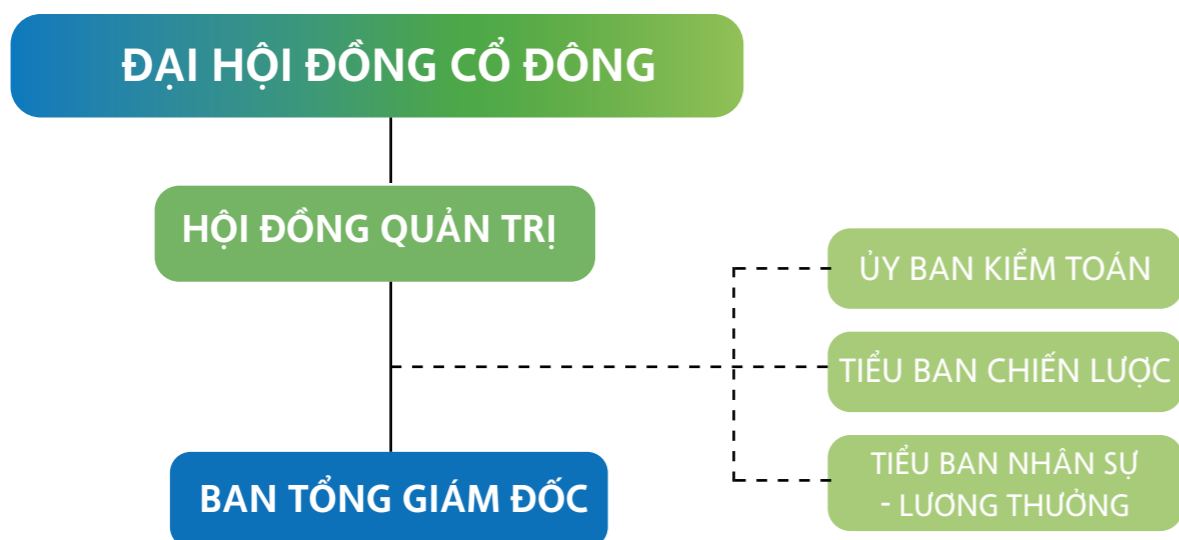 ĐẠI HỘI ĐỒNG CỔ ĐÔNG
HỘI ĐỒNG QUẢN TRỊ
ỦY BAN KIỂM TOÁN
TIỂU BAN CHIẾN LƯỢC
TIỂU BAN NHÂN SỰ
- LƯƠNG THƯỞNG
BAN TỔNG GIÁM ĐỐC